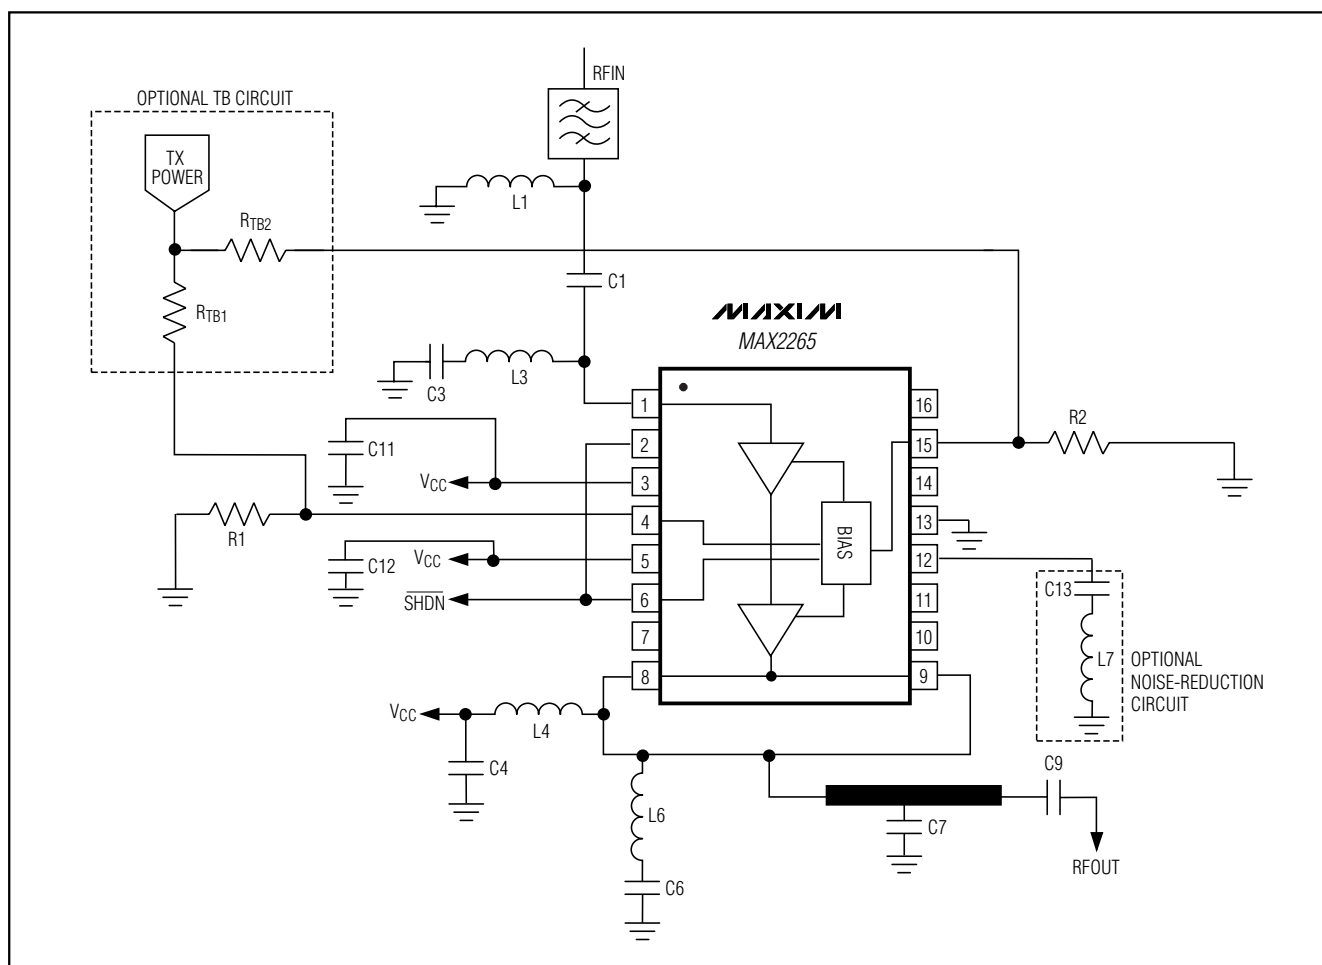 RFIN
OPTIONAL TB CIRCUIT
TX
POWER
L1
RTB2
C1
RTB1
MAXIM
MAX2265
C3
L3
1
16
R2
C11
2
15
VCC
3
14
4
13
R1
BIAS
C12
VCC
5
12
C13
SHDN
6
11
7
10
L7
OPTIONAL
NOISE-REDUCTION
CIRCUIT
8
9
VCC
L4
C4
C9
L6
C7
RFOUT
C6